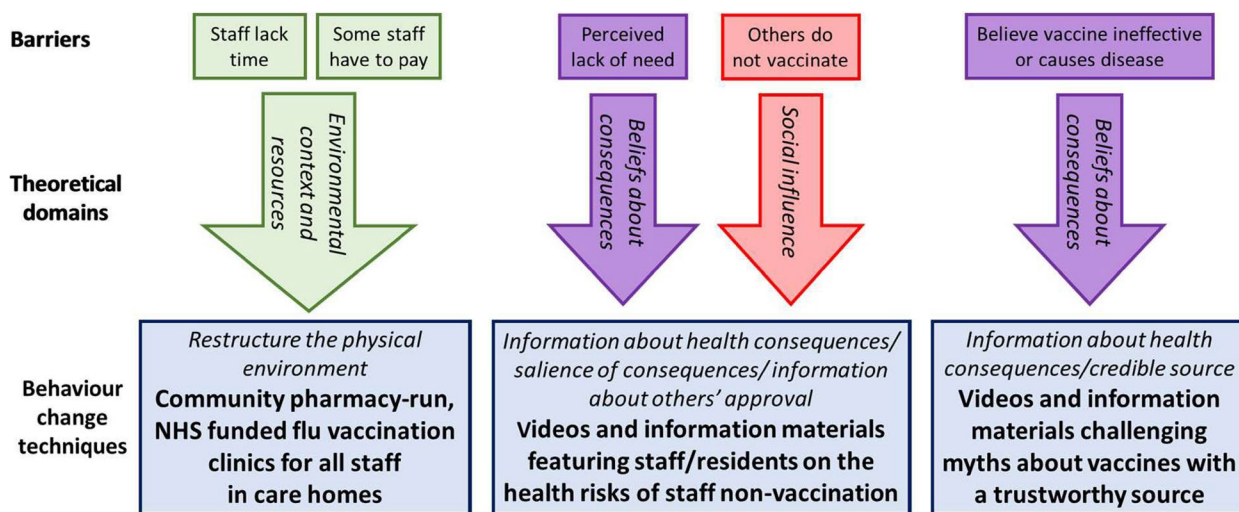 Barriers
Staff lack
time
Some staff
have to pay
Perceived
lack of need
Others do
not vaccinate
Believe vaccine ineffective
or causes disease
Theoretical
domains
Environmental
context and
resources
Beliefs about
consequences
Social influence
Beliefs about
consequences
Behaviour
change
techniques
Restructure the physical
environment
Community pharmacy-run,
NHS funded flu vaccination
clinics for all staff
in care homes
Information about health consequences/
salience of consequences/ information
about others’ approval
Videos and information materials
featuring staff/residents on the
health risks of staff non-vaccination
Information about health
consequences/credible source
Videos and information
materials challenging
myths about vaccines with
a trustworthy source